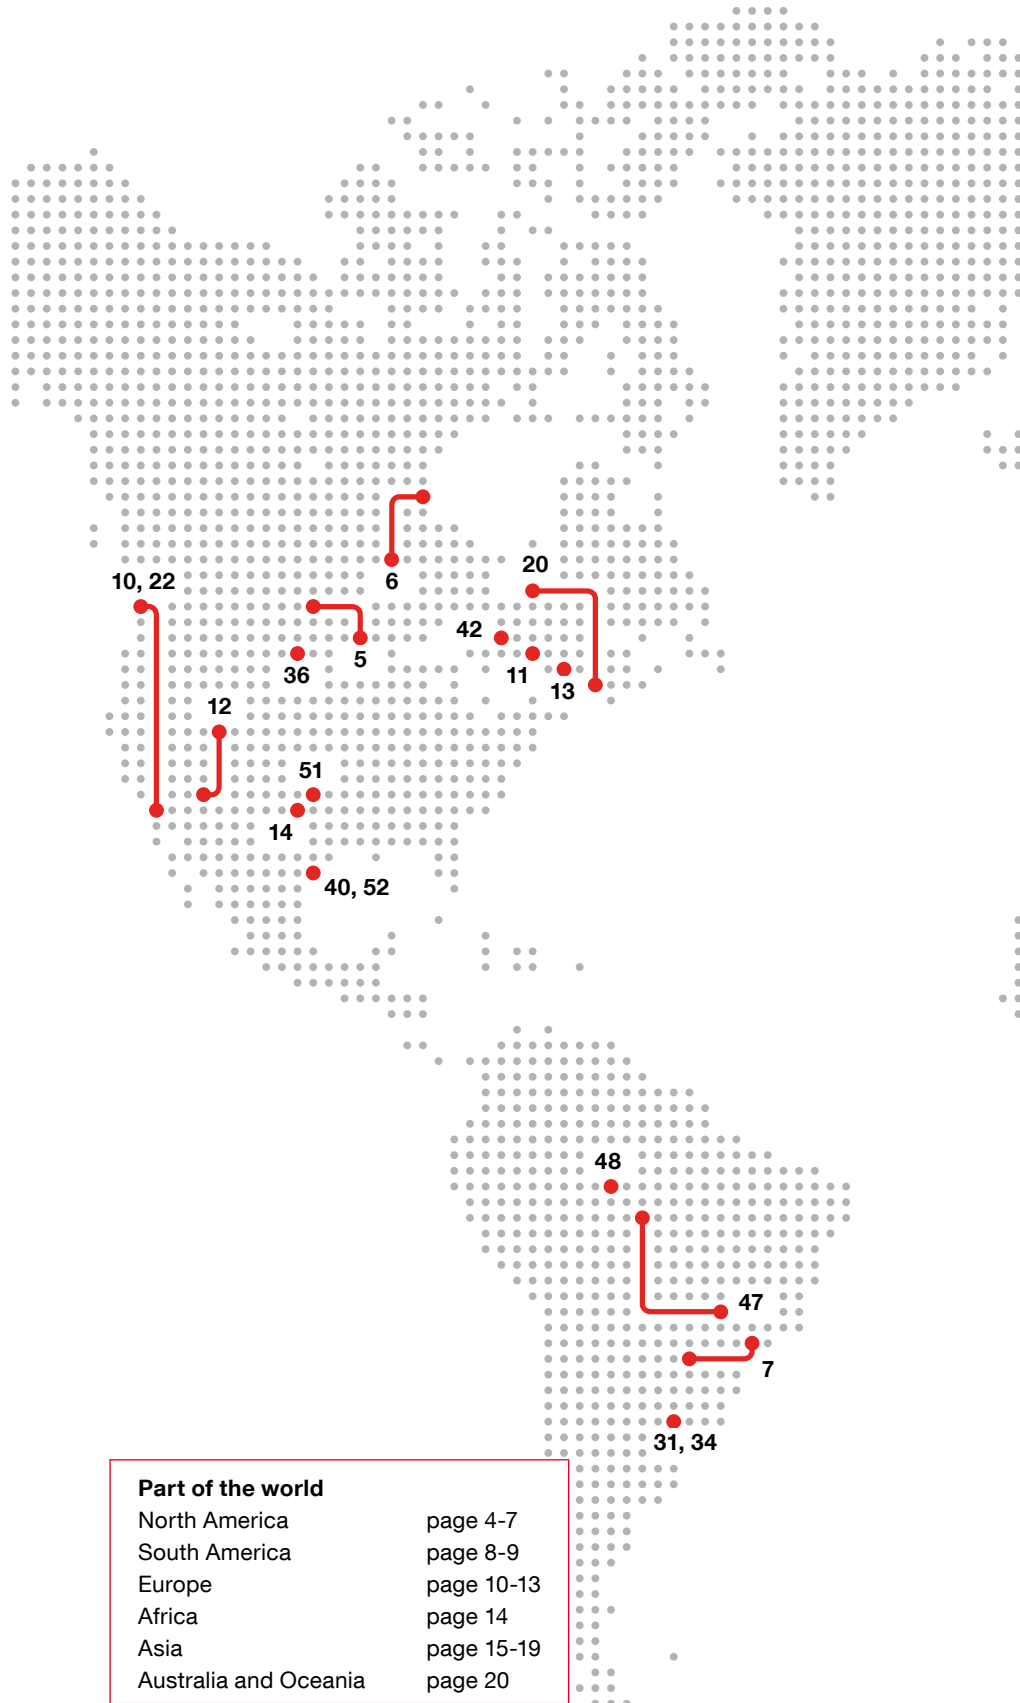 20
10, 22
6
42
5
36
11
13
12
51
14
40, 52
48
47
7
31, 34
Part of the world
North America page 4-7
South America page 8-9
Europe page 10-13
Africa page 14
Asia page 15-19
Australia and Oceania page 20